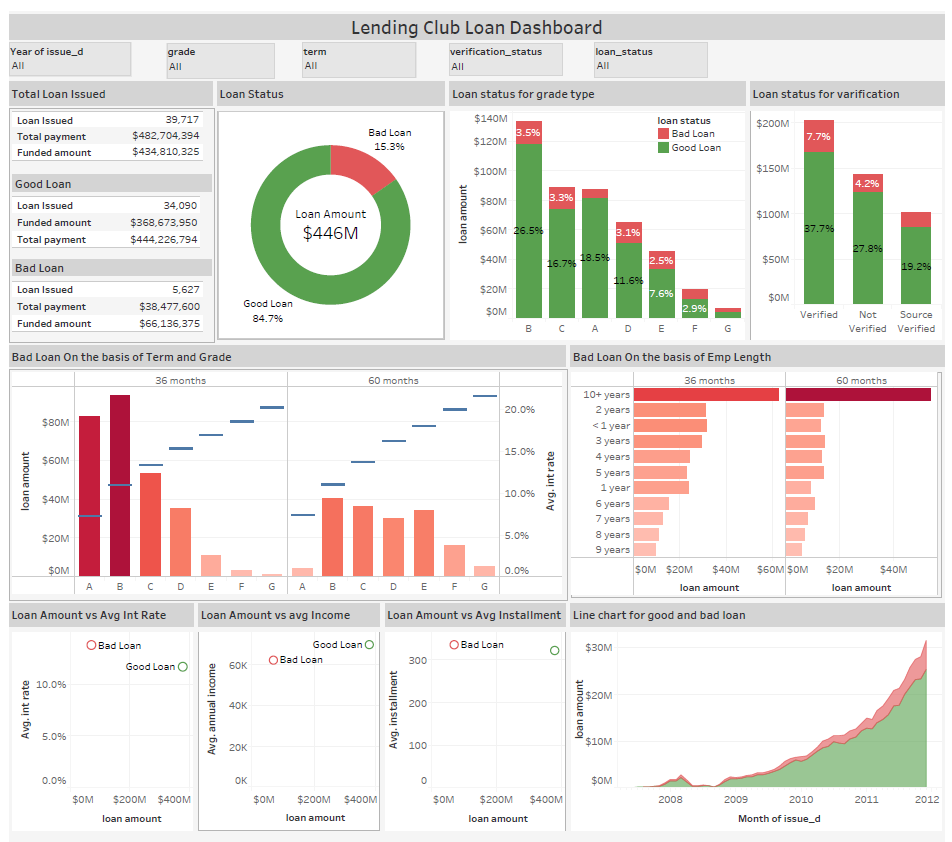 Lending Club Loan Dashboard
Year of issue_d
All
grade
All
term
All
verification_status
All
loan_status
All
Total Loan Issued
Loan Issued 39,717
Total payment $482,704,394
Funded amount $434,810,325
Good Loan
Loan Issued 34,090
Funded amount $368,673,950
Total payment $444,226,794
Bad Loan
Loan Issued 5,627
Total payment $38,477,600
Funded amount $66,136,375
Loan Status
Bad Loan
15.3%
Loan Amount
$446M
Good Loan
84.7%
Loan status for grade type
loan amount
$140M
$120M
$100M
$80M
$60M
$40M
$20M
$0M
loan status
Bad Loan
Good Loan
3.5%
26.5%
3.3%
16.7%
18.5%
3.1%
11.6%
2.5%
7.6%
2.9%
B C A D E F G
Loan status for varification
$200M
$150M
$100M
$50M
$0M
7.7%
37.7%
4.2%
27.8%
19.2%
Verified
Not
Verified
Source
Verified
Bad Loan On the basis of Term and Grade
36 months 60 months
loan amount
$80M
$60M
$40M
$20M
$0M
A B C D E F G A B C D E F G
20.0%
15.0%
10.0%
5.0%
0.0%
Avg. int rate
Bad Loan On the basis of Emp Length
36 months 60 months
10+ years
2 years
< 1 year
3 years
4 years
5 years
1 year
6 years
7 years
8 years
9 years
$0M $20M $40M $60M $0M $20M $40M
loan amount loan amount
Loan Amount vs Avg Int Rate
Avg. int rate
Bad Loan
Good Loan
10.0%
5.0%
0.0%
$0M $200M $400M
loan amount
Loan Amount vs avg Income
Avg. annual income
Good Loan
Bad Loan
60K
40K
20K
0K
$0M $200M $400M
loan amount
Loan Amount vs Avg Installment
Avg. installment
Bad Loan
300
200
100
0
$0M $200M $400M
loan amount
Line chart for good and bad loan
loan amount
$30M
$20M
$10M
$0M
2008 2009 2010 2011 2012
Month of issue_d